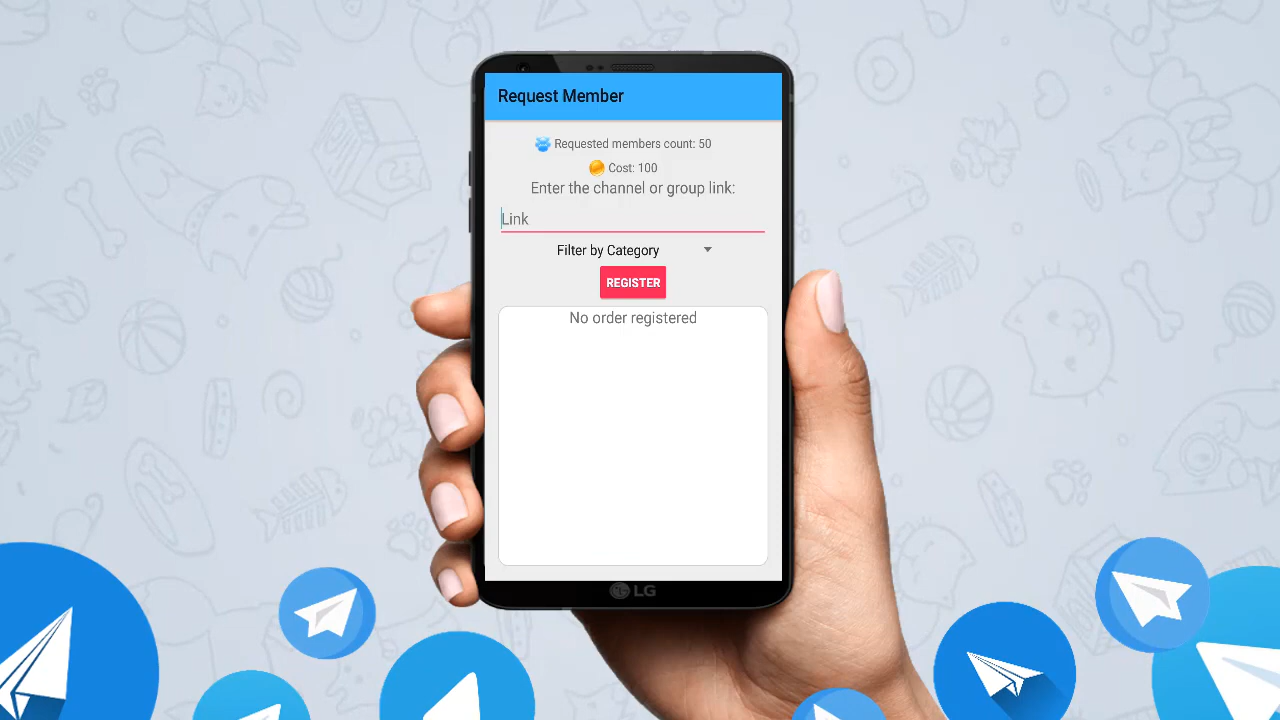 Request Member
Requested members count: 50
Cost: 100
Enter the channel or group link:
Link
Filter by Category
REGISTER
No order registered
LG